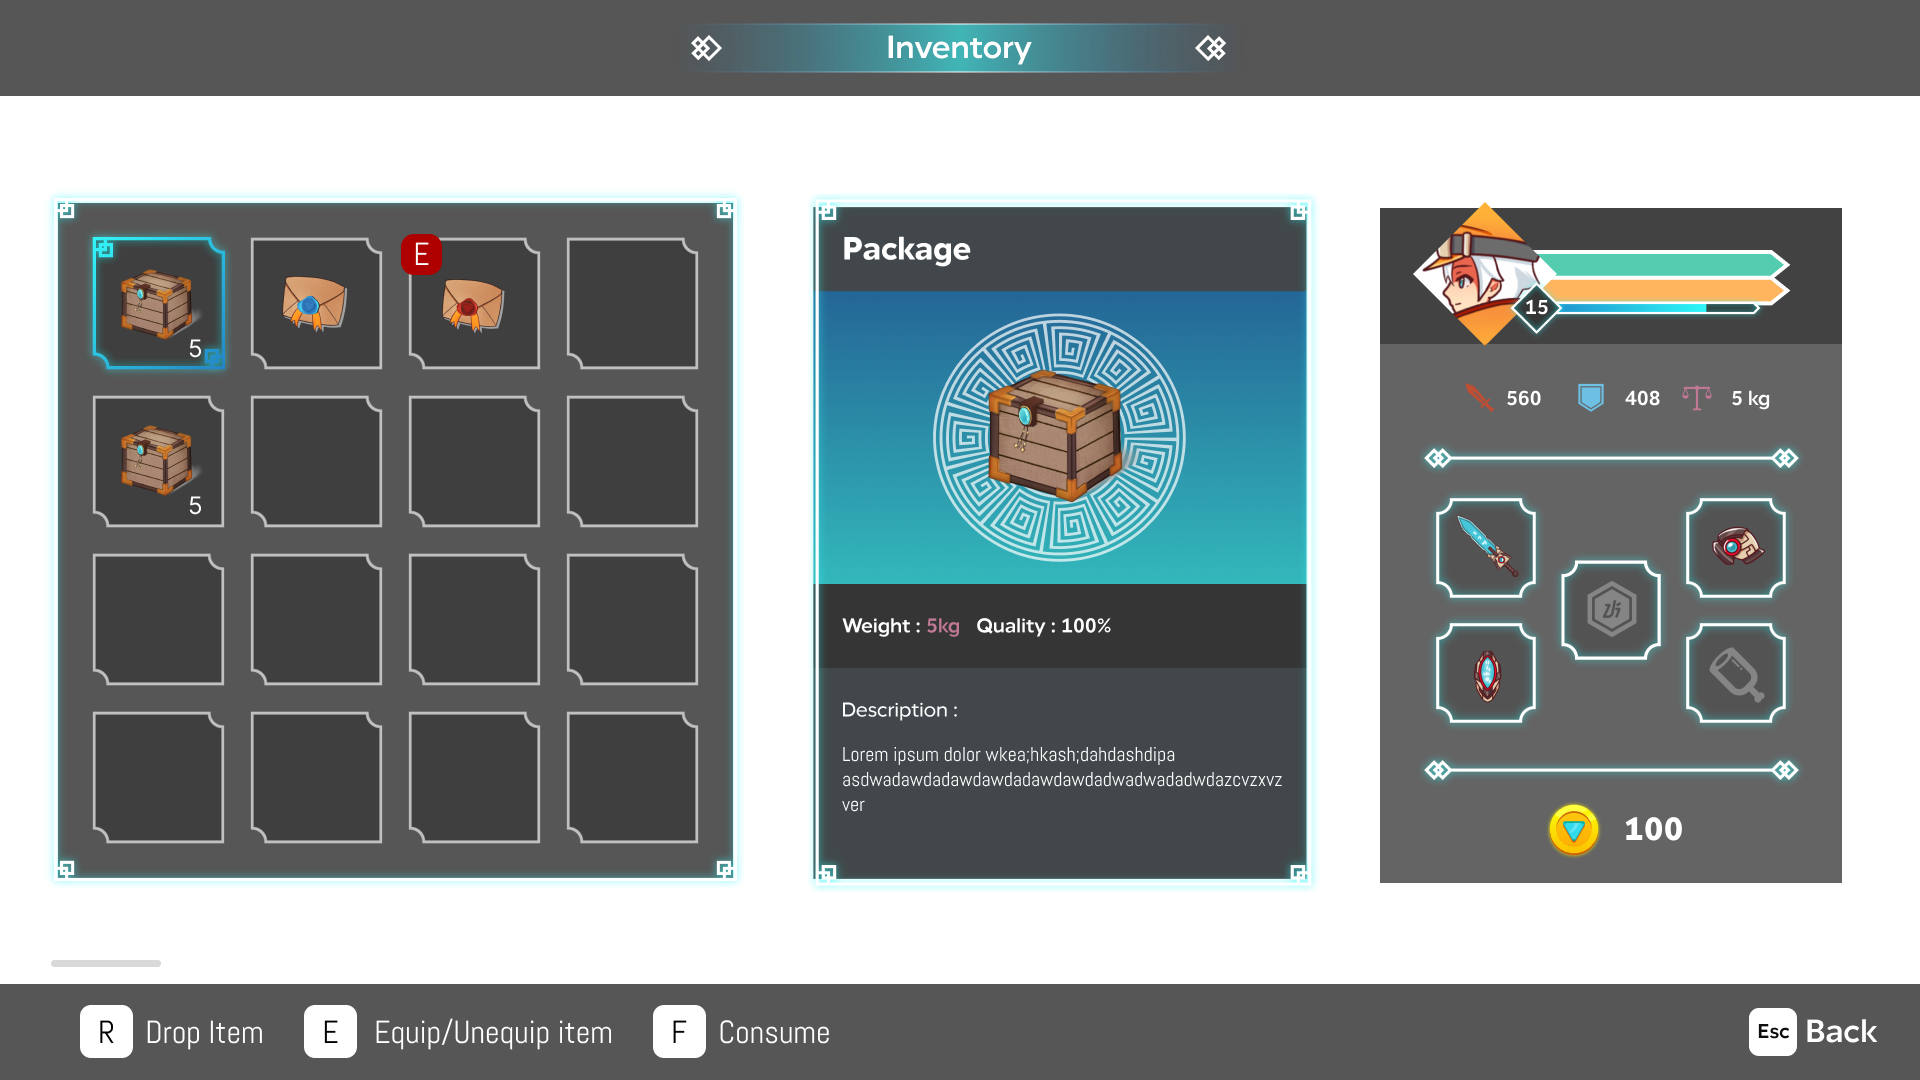 Inventory
E
5
5
Package
Weight : 5kg Quality : 100%
Description :
Lorem ipsum dolor wkea;hkash;dahdashdipa
asdwadawdadawdawdadawdawdadwadwadadwdazcvzxvz
ver
15
560 408 5 kg
100
R Drop Item E Equip/Unequip item F Consume
Esc Back